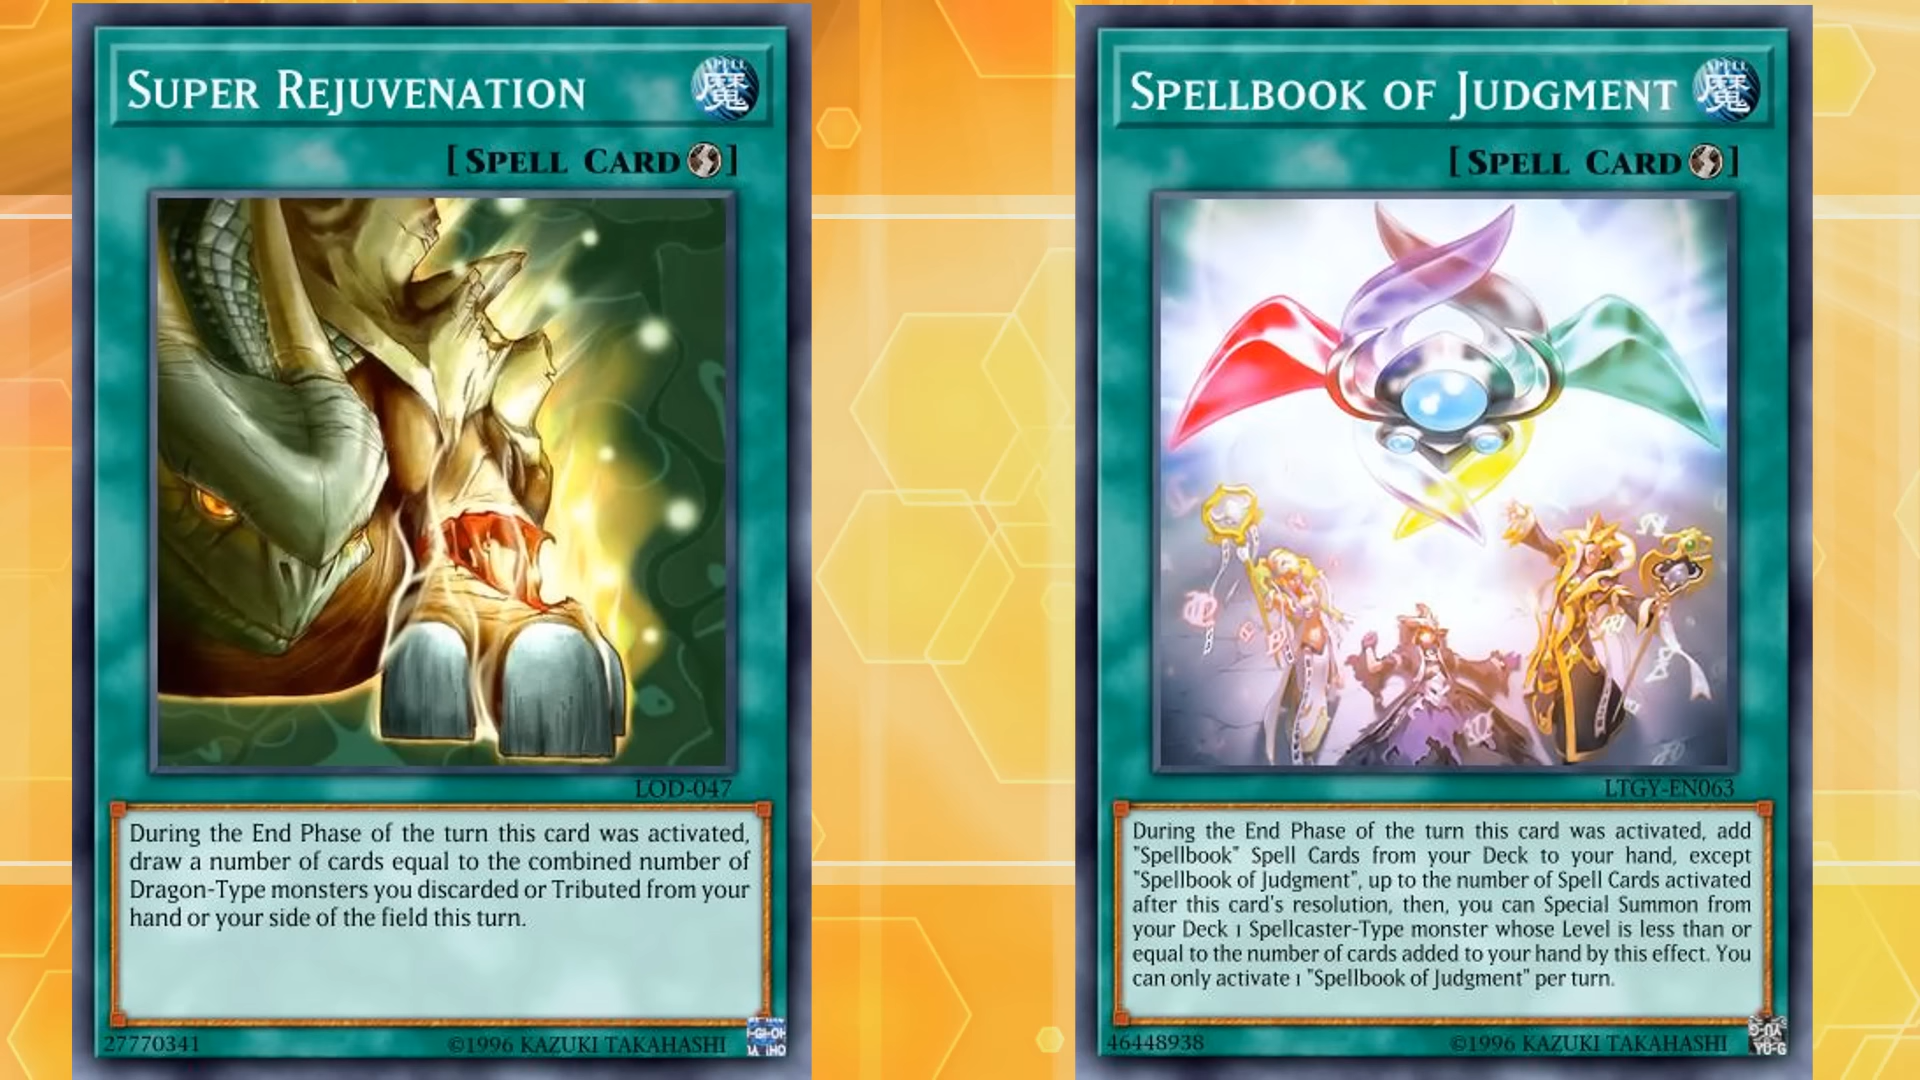 SUPER REJUVENATION
SPELL
魔
[SPELL CARD]
LOD-047
During the End Phase of the turn this card was activated,
draw a number of cards equal to the combined number of
Dragon-Type monsters you discarded or Tributed from your
hand or your side of the field this turn.
27770341
©1996 KAZUKI TAKAHASHI
SPELLBOOK OF JUDGMENT
SPELL
魔
[SPELL CARD]
LTGY-EN063
During the End Phase of the turn this card was activated, add
"Spellbook" Spell Cards from your Deck to your hand, except
"Spellbook of Judgment", up to the number of Spell Cards activated
after this card's resolution, then, you can Special Summon from
your Deck 1 Spellcaster-Type monster whose Level is less than or
equal to the number of cards added to your hand by this effect. You
can only activate 1 "Spellbook of Judgment" per turn.
46448938
©1996 KAZUKI TAKAHASHI